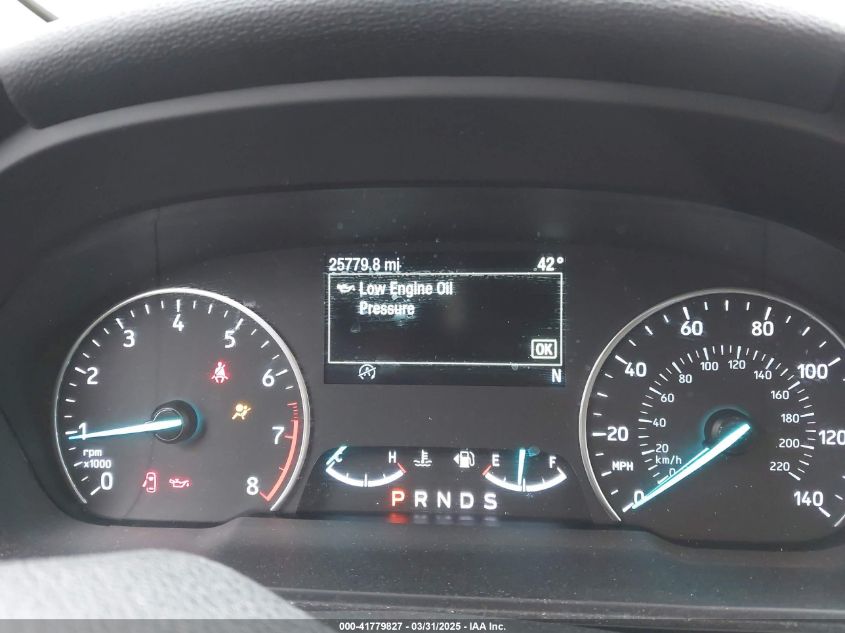 25779.8 mi 42°
Low Engine Oil
Pressure
OK
N
0 1 2 3 4 5 6 7 8
rpm
x1000
C H
E F
P R N D S
0 20 40 60 80 100 120 140
MPH
0 20 40 60 80 100 120 140 160 180 200 220
km/h
000-41779827 - 03/31/2025 - IAA Inc.